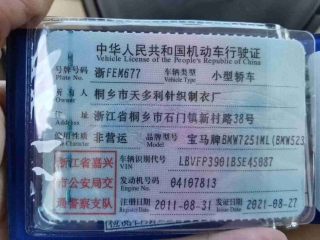 中华人民共和国机动车行驶证
Vehicle License of the People's Republic of China
号牌号码 浙FEM677 车辆类型 小型轿车
Plate No. Vehicle Type
所有人 桐乡市天多利针织制衣厂
Owner
住址 浙江省桐乡市石门镇新村路38号
使用性质 非营运 品牌型号 宝马牌BMW7251ML(BMW523
浙江省嘉兴
市公安局交
通警察支队
车辆识别代号 LBVFP3901BSE45087
VIN
发动机号码 04107813
Engine No.
注册日期 2011-08-31 发证日期 2021-08-27
Register Date Issue Date